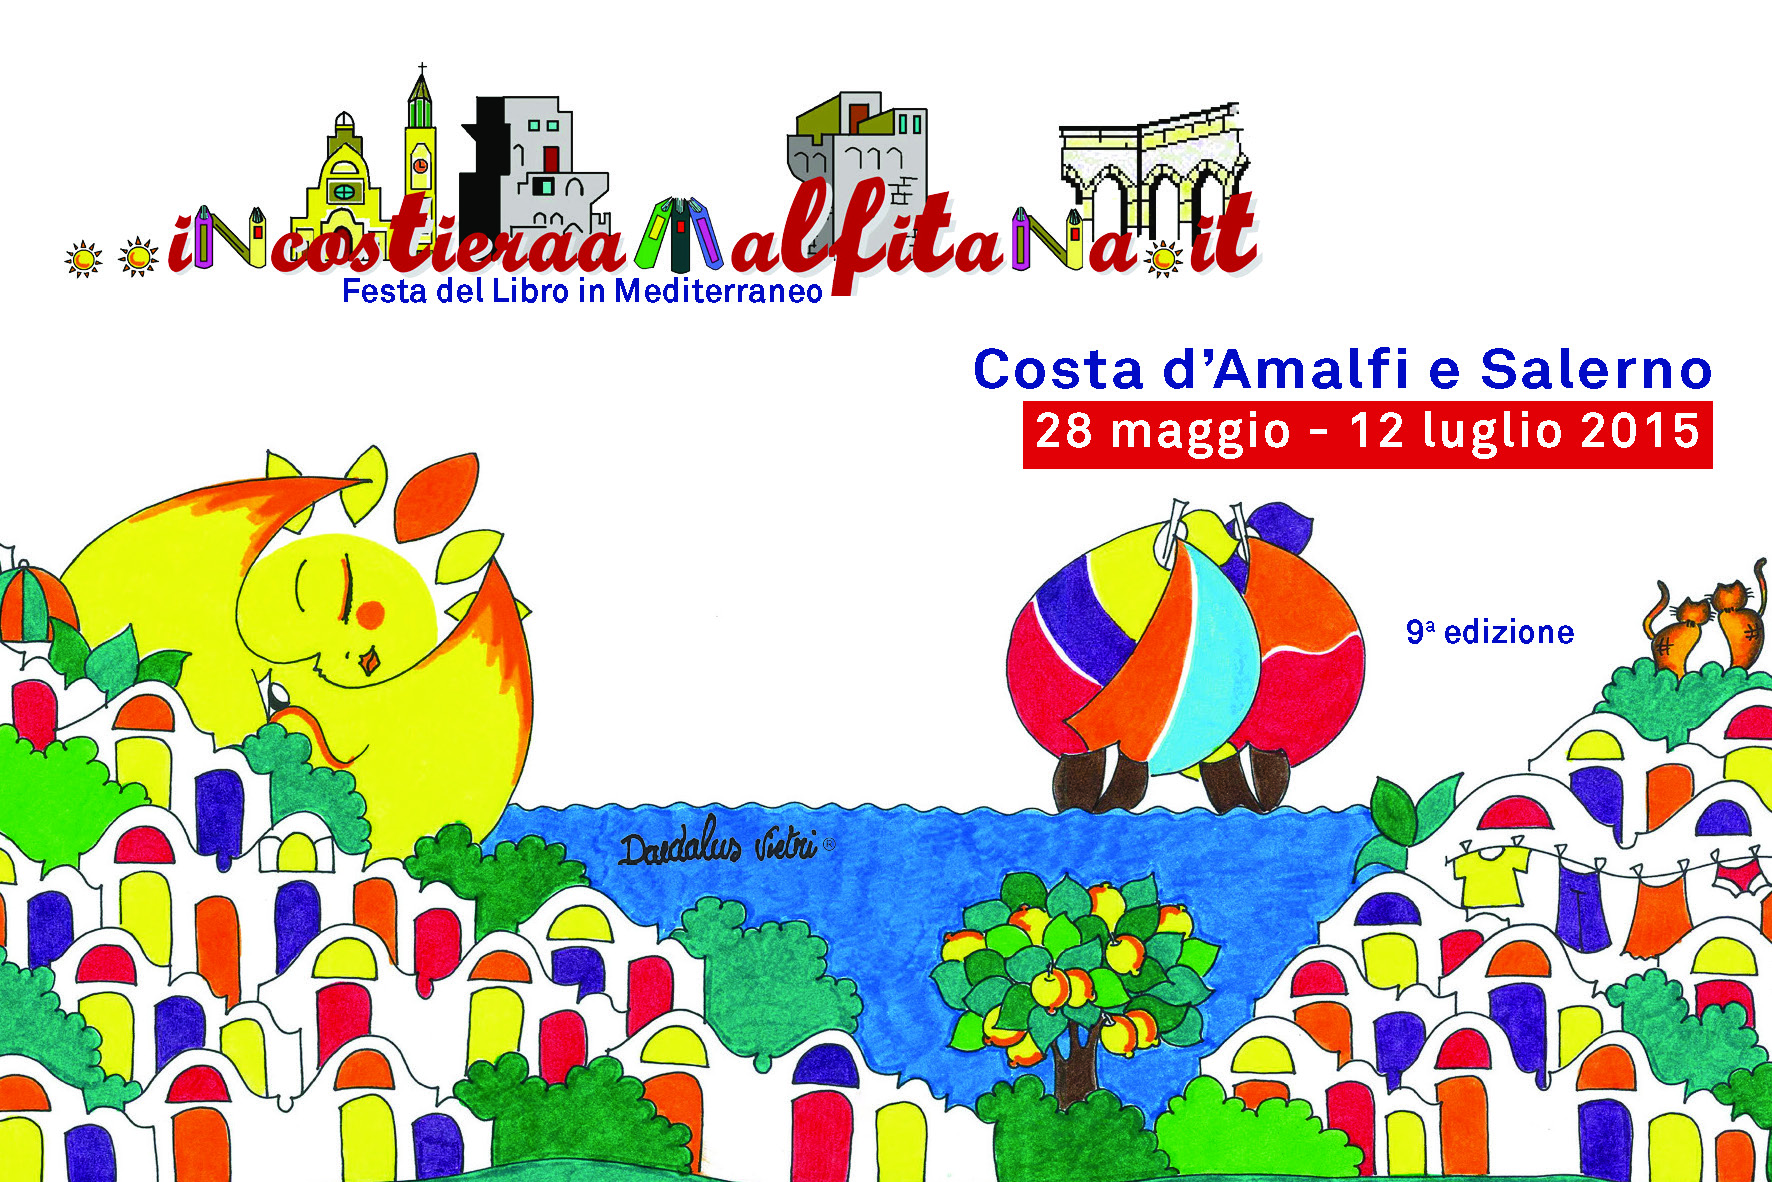 ..iNcostieraaMalfitaNa.it
Festa del Libro in Mediterraneo
Costa d’Amalfi e Salerno
28 maggio - 12 luglio 2015
9ª edizione
Daedalus Vietri ®